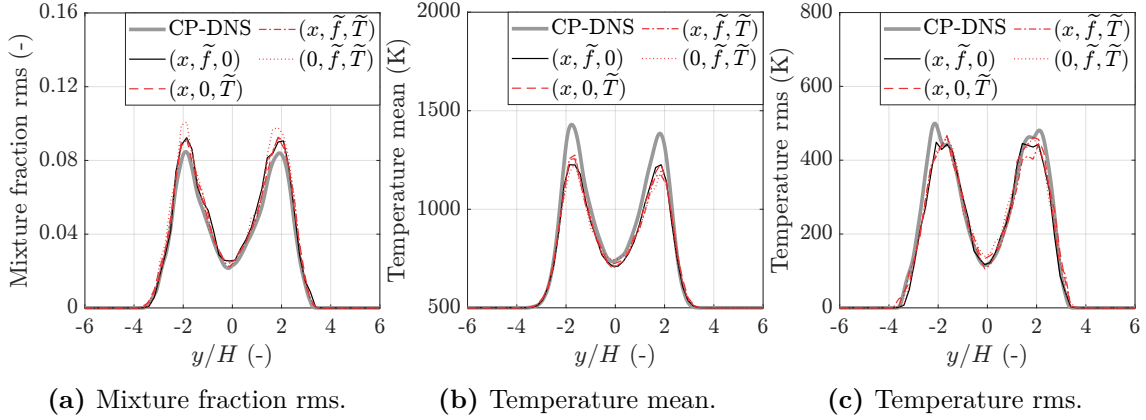 Mixture fraction rms (-)
0.16
0.12
0.08
0.04
0
CP-DNS
(x, f̃, 0)
(x, 0, T̃)
(x, f̃, T̃)
(0, f̃, T̃)
-6 -4 -2 0 2 4 6
y/H (-)
(a) Mixture fraction rms.
Temperature mean (K)
2000
1500
1000
500
CP-DNS
(x, f̃, 0)
(x, 0, T̃)
(x, f̃, T̃)
(0, f̃, T̃)
-6 -4 -2 0 2 4 6
y/H (-)
(b) Temperature mean.
Temperature rms (K)
800
600
400
200
0
CP-DNS
(x, f̃, 0)
(x, 0, T̃)
(x, f̃, T̃)
(0, f̃, T̃)
-6 -4 -2 0 2 4 6
y/H (-)
(c) Temperature rms.